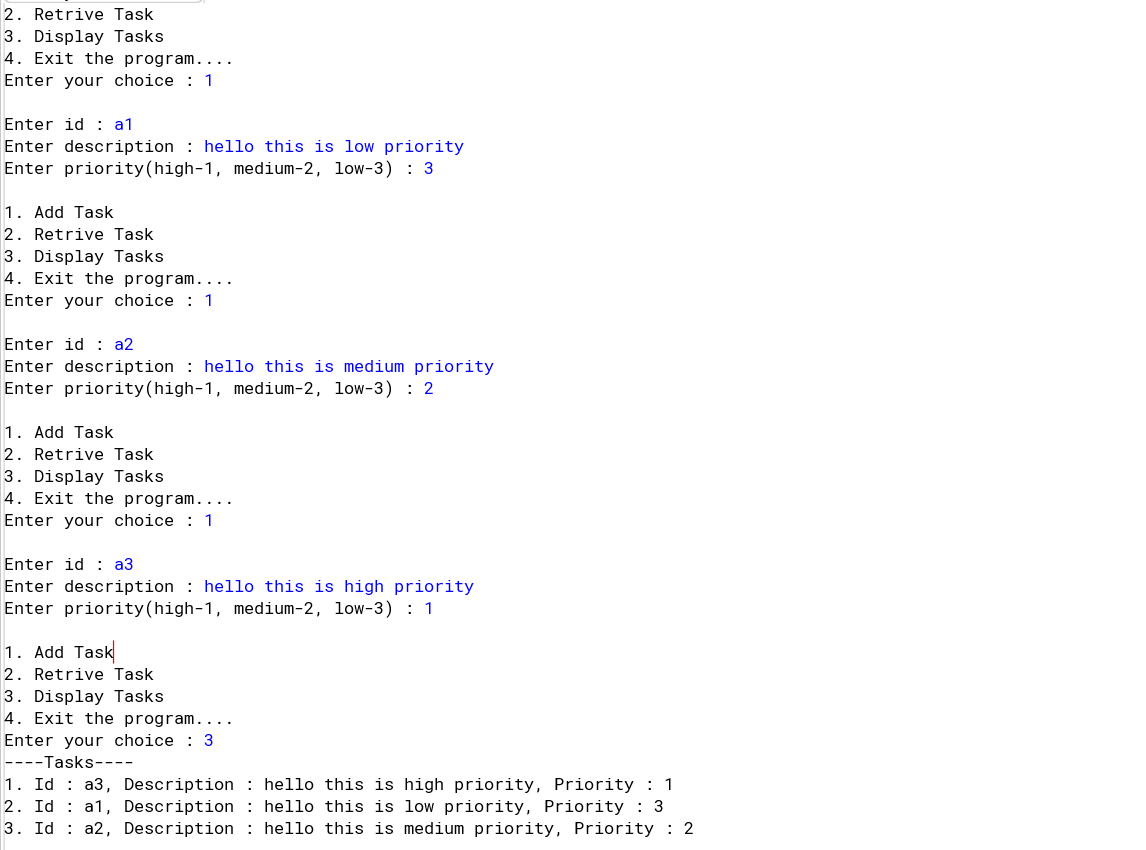 2. Retrive Task
3. Display Tasks
4. Exit the program....
Enter your choice : 1
Enter id : a1
Enter description : hello this is low priority
Enter priority(high-1, medium-2, low-3) : 3
1. Add Task
2. Retrive Task
3. Display Tasks
4. Exit the program....
Enter your choice : 1
Enter id : a2
Enter description : hello this is medium priority
Enter priority(high-1, medium-2, low-3) : 2
1. Add Task
2. Retrive Task
3. Display Tasks
4. Exit the program....
Enter your choice : 1
Enter id : a3
Enter description : hello this is high priority
Enter priority(high-1, medium-2, low-3) : 1
1. Add Task
2. Retrive Task
3. Display Tasks
4. Exit the program....
Enter your choice : 3
----Tasks----
1. Id : a3, Description : hello this is high priority, Priority : 1
2. Id : a1, Description : hello this is low priority, Priority : 3
3. Id : a2, Description : hello this is medium priority, Priority : 2